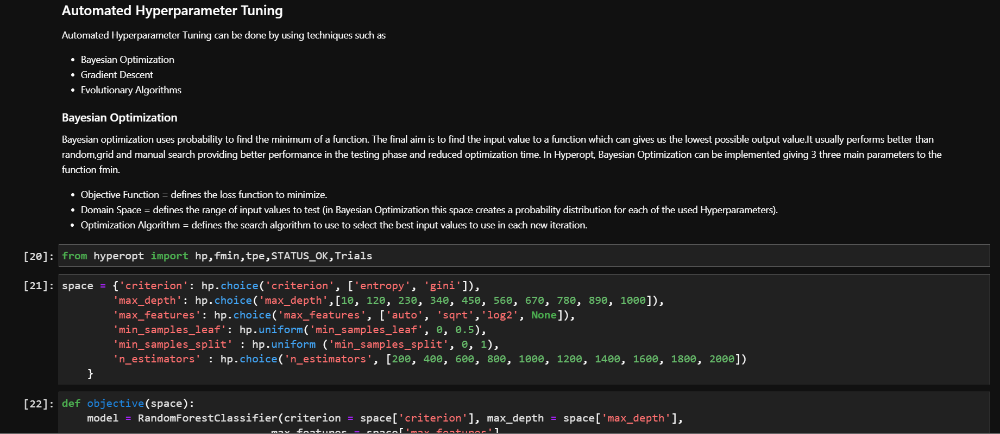 Automated Hyperparameter Tuning
Automated Hyperparameter Tuning can be done by using techniques such as
• Bayesian Optimization
• Gradient Descent
• Evolutionary Algorithms
Bayesian Optimization
Bayesian optimization uses probability to find the minimum of a function. The final aim is to find the input value to a function which can gives us the lowest possible output value.It usually performs better than
random,grid and manual search providing better performance in the testing phase and reduced optimization time. In Hyperopt, Bayesian Optimization can be implemented giving 3 three main parameters to the
function fmin.
• Objective Function = defines the loss function to minimize.
• Domain Space = defines the range of input values to test (in Bayesian Optimization this space creates a probability distribution for each of the used Hyperparameters).
• Optimization Algorithm = defines the search algorithm to use to select the best input values to use in each new iteration.
[20]: from hyperopt import hp,fmin,tpe,STATUS_OK,Trials
[21]: space = {'criterion': hp.choice('criterion', ['entropy', 'gini']),
'max_depth': hp.choice('max_depth',[10, 120, 230, 340, 450, 560, 670, 780, 890, 1000]),
'max_features': hp.choice('max_features', ['auto', 'sqrt','log2', None]),
'min_samples_leaf': hp.uniform('min_samples_leaf', 0, 0.5),
'min_samples_split' : hp.uniform ('min_samples_split', 0, 1),
'n_estimators' : hp.choice('n_estimators', [200, 400, 600, 800, 1000, 1200, 1400, 1600, 1800, 2000])
}
[22]: def objective(space):
model = RandomForestClassifier(criterion = space['criterion'], max_depth = space['max_depth'],
max_features = space['max_features'],